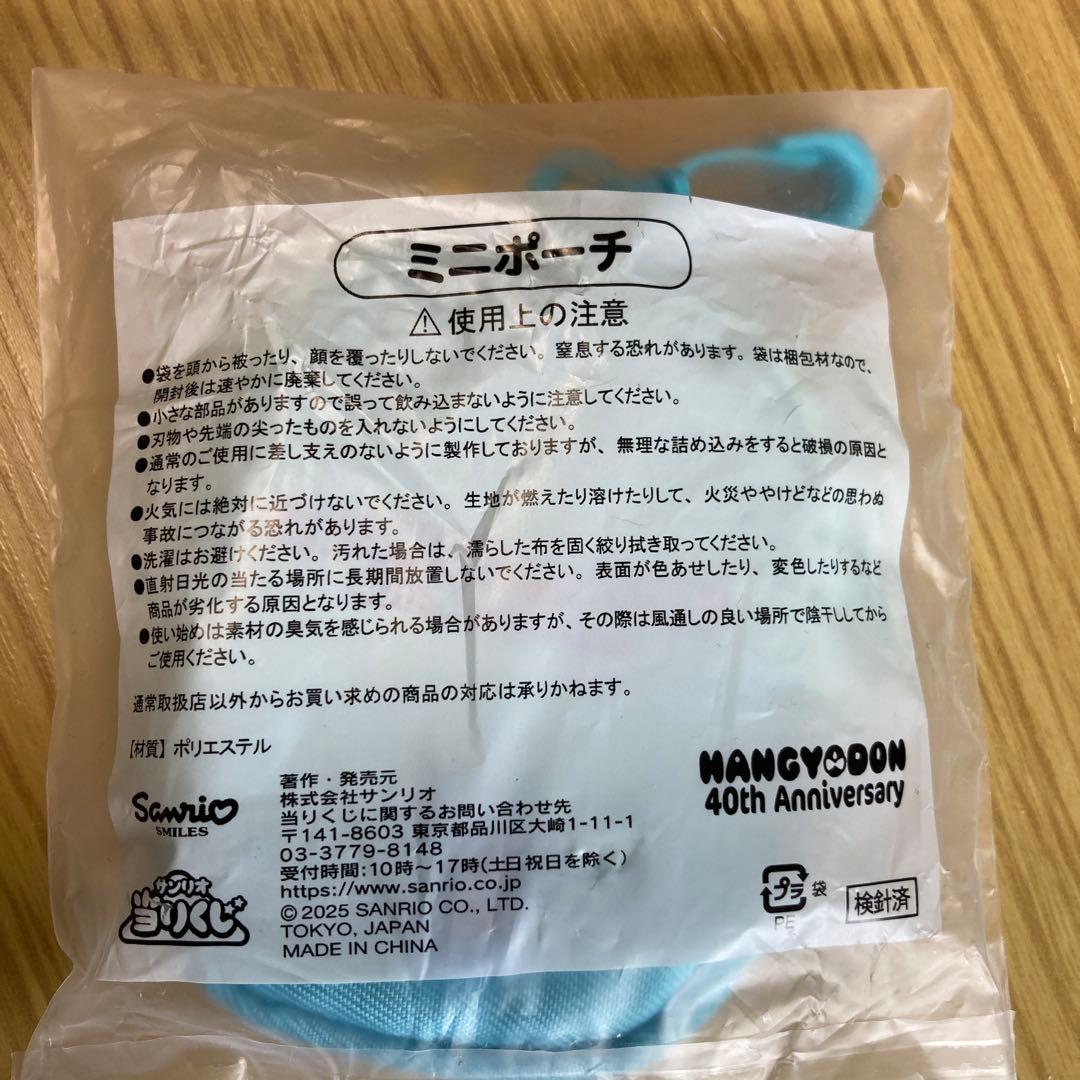 ミニポーチ
⚠使用上の注意
●袋を頭から被ったり、顔を覆ったりしないでください。窒息する恐れがあります。袋は梱包材なので、
開封後は速やかに廃棄してください。
●小さな部品がありますので誤って飲み込まないように注意してください。
●刃物や先端の尖ったものを入れないようにしてください。
●通常のご使用に差し支えのないように製作しておりますが、無理な詰め込みをすると破損の原因と
なります。
●火気には絶対に近づけないでください。生地が燃えたり溶けたりして、火災ややけどなどの思わぬ
事故につながる恐れがあります。
●洗濯はお避けください。汚れた場合は、濡らした布を固く絞り拭き取ってください。
●直射日光の当たる場所に長期間放置しないでください。表面が色あせしたり、変色したりするなど
商品が劣化する原因となります。
●使い始めは素材の臭気を感じられる場合がありますが、その際は風通しの良い場所で陰干ししてから
ご使用ください。
通常取扱店以外からお買い求めの商品の対応は承りかねます。
【材質】ポリエステル
HANGYODON
40th Anniversary
Sanrio
SMILES
サンリオ
当りくじ
著作・発売元
株式会社サンリオ
当りくじに関するお問い合わせ先
〒141-8603 東京都品川区大崎1-11-1
03-3779-8148
受付時間:10時～17時(土日祝日を除く)
https://www.sanrio.co.jp
© 2025 SANRIO CO., LTD.
TOKYO, JAPAN
MADE IN CHINA
プラ 袋
PE
検針済